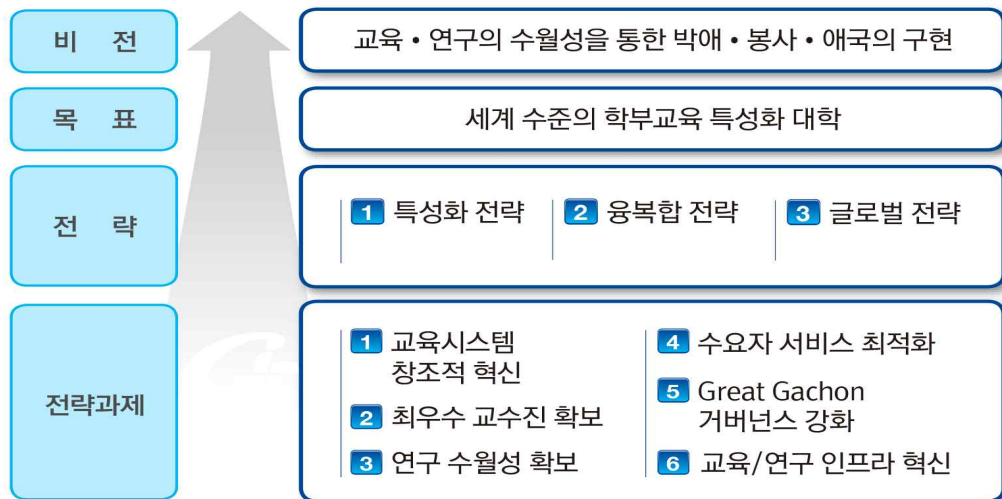 비 전
교육 • 연구의 수월성을 통한 박애 • 봉사 • 애국의 구현
목 표
세계 수준의 학부교육 특성화 대학
전 략
1 특성화 전략
2 융복합 전략
3 글로벌 전략
전략과제
1 교육시스템
창조적 혁신
2 최우수 교수진 확보
3 연구 수월성 확보
4 수요자 서비스 최적화
5 Great Gachon
거버넌스 강화
6 교육/연구 인프라 혁신